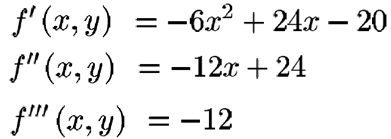 f′(x, y) = −6x² + 24x − 20
f′′(x, y) = −12x + 24
f′′′(x, y) = −12